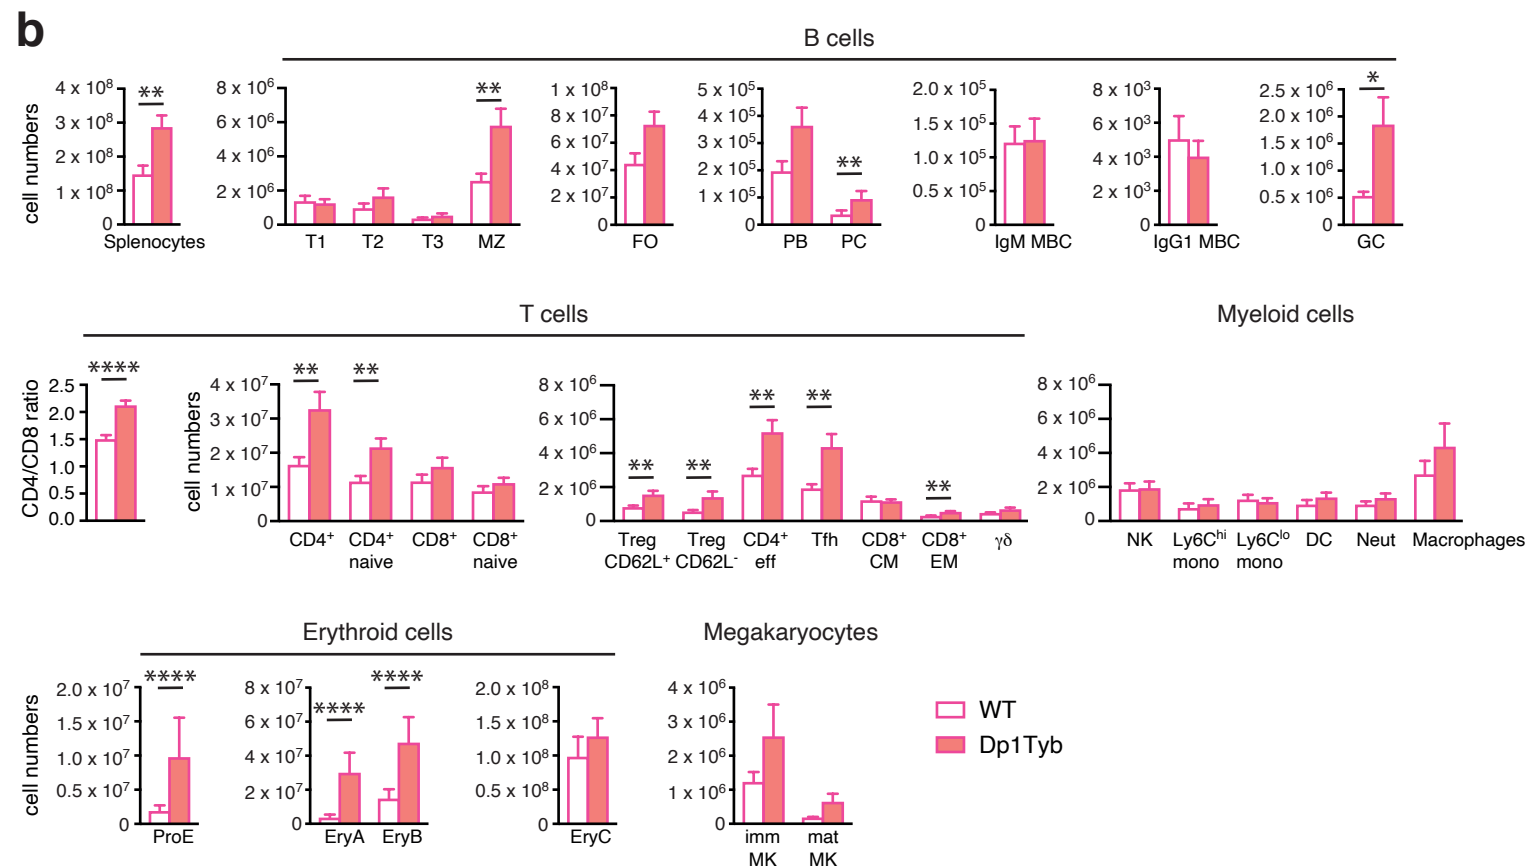 b
B cells
cell numbers
4 x 10⁸
3 x 10⁸
2 x 10⁸
1 x 10⁸
0
**
Splenocytes
8 x 10⁶
6 x 10⁶
4 x 10⁶
2 x 10⁶
0
**
T1 T2 T3 MZ
1 x 10⁸
8 x 10⁷
6 x 10⁷
4 x 10⁷
2 x 10⁷
0
FO
5 x 10⁵
4 x 10⁵
3 x 10⁵
2 x 10⁵
1 x 10⁵
0
**
PB PC
2.0 x 10⁵
1.5 x 10⁵
1.0 x 10⁵
0.5 x 10⁵
0
IgM MBC
8 x 10³
6 x 10³
4 x 10³
2 x 10³
0
IgG1 MBC
2.5 x 10⁶
2.0 x 10⁶
1.5 x 10⁶
1.0 x 10⁶
0.5 x 10⁶
0
*
GC
T cells
CD4/CD8 ratio
2.5
2.0
1.5
1.0
0.5
0.0
****
cell numbers
4 x 10⁷
3 x 10⁷
2 x 10⁷
1 x 10⁷
0
** **
CD4⁺ CD4⁺ CD8⁺ CD8⁺
naive naive
8 x 10⁶
6 x 10⁶
4 x 10⁶
2 x 10⁶
0
** ** ** ** **
Treg Treg CD4⁺ Tfh CD8⁺ CD8⁺ γδ
CD62L⁺ CD62L⁻ eff CM EM
Myeloid cells
8 x 10⁶
6 x 10⁶
4 x 10⁶
2 x 10⁶
0
NK Ly6Cʰⁱ Ly6Cˡᵒ DC Neut Macrophages
mono mono
Erythroid cells
cell numbers
2.0 x 10⁷
1.5 x 10⁷
1.0 x 10⁷
0.5 x 10⁷
0
****
ProE
8 x 10⁷
6 x 10⁷
4 x 10⁷
2 x 10⁷
0
**** ****
EryA EryB
2.0 x 10⁸
1.5 x 10⁸
1.0 x 10⁸
0.5 x 10⁸
0
EryC
Megakaryocytes
4 x 10⁶
3 x 10⁶
2 x 10⁶
1 x 10⁶
0
imm mat
MK MK
WT
Dp1Tyb